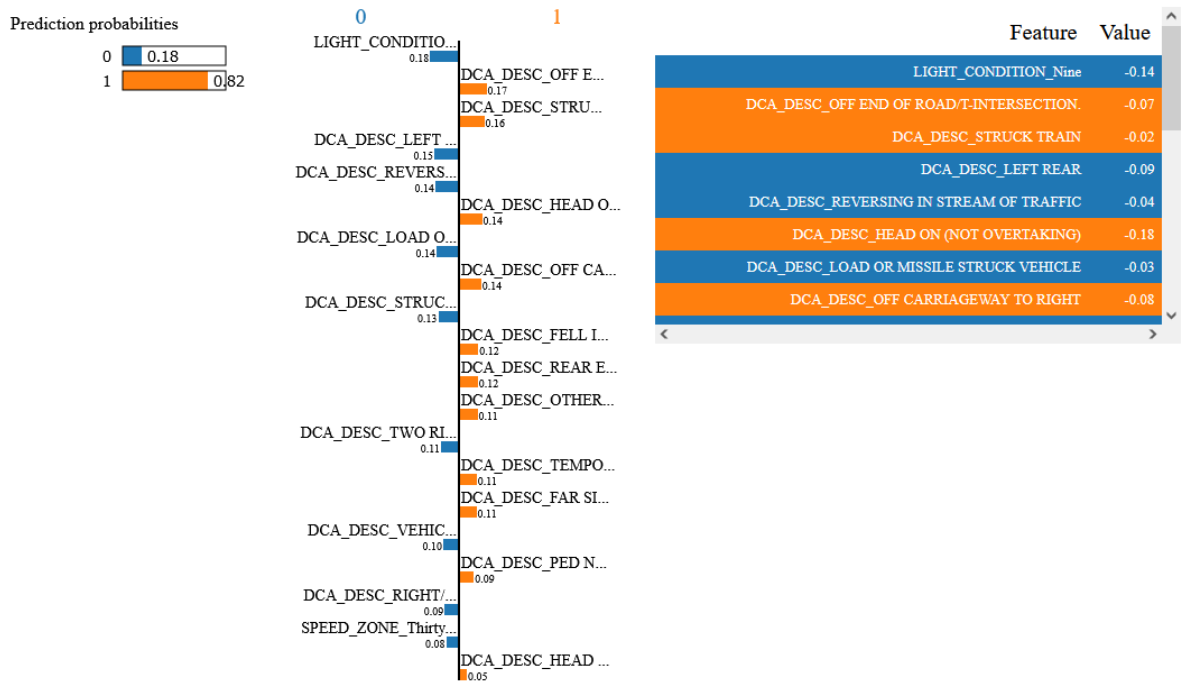 Prediction probabilities
0 0.18
1 0.82
0 1
LIGHT_CONDITIO...
0.18
DCA_DESC_OFF E...
0.17
DCA_DESC_STRU...
0.16
DCA_DESC_LEFT ...
0.15
DCA_DESC_REVERS...
0.14
DCA_DESC_HEAD O...
0.14
DCA_DESC_LOAD O...
0.14
DCA_DESC_OFF CA...
0.14
DCA_DESC_STRUC...
0.13
DCA_DESC_FELL I...
0.12
DCA_DESC_REAR E...
0.12
DCA_DESC_OTHER...
0.11
DCA_DESC_TWO RI...
0.11
DCA_DESC_TEMPO...
0.11
DCA_DESC_FAR SI...
0.11
DCA_DESC_VEHIC...
0.10
DCA_DESC_PED N...
0.09
DCA_DESC_RIGHT/...
0.09
SPEED_ZONE_Thirty...
0.08
DCA_DESC_HEAD ...
0.05
Feature Value
LIGHT_CONDITION_Nine -0.14
DCA_DESC_OFF END OF ROAD/T-INTERSECTION. -0.07
DCA_DESC_STRUCK TRAIN -0.02
DCA_DESC_LEFT REAR -0.09
DCA_DESC_REVERSING IN STREAM OF TRAFFIC -0.04
DCA_DESC_HEAD ON (NOT OVERTAKING) -0.18
DCA_DESC_LOAD OR MISSILE STRUCK VEHICLE -0.03
DCA_DESC_OFF CARRIAGEWAY TO RIGHT -0.08